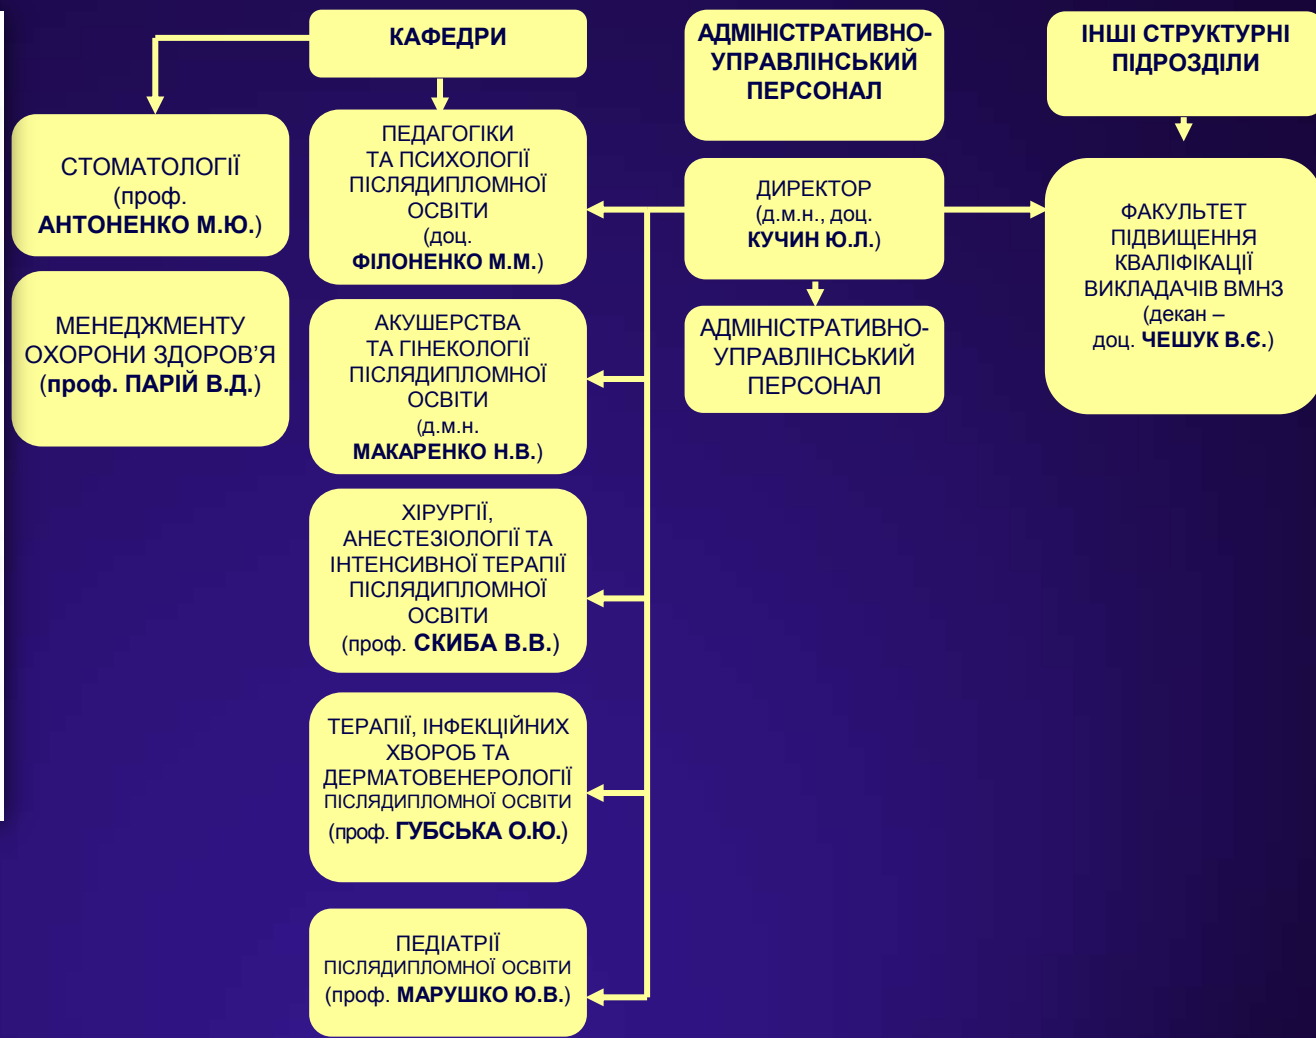 КАФЕДРИ
АДМІНІСТРАТИВНО-
УПРАВЛІНСЬКИЙ
ПЕРСОНАЛ
ІНШІ СТРУКТУРНІ
ПІДРОЗДІЛИ
СТОМАТОЛОГІЇ
(проф.
АНТОНЕНКО М.Ю.)
МЕНЕДЖМЕНТУ
ОХОРОНИ ЗДОРОВ'Я
(проф. ПАРІЙ В.Д.)
ПЕДАГОГІКИ
ТА ПСИХОЛОГІЇ
ПІСЛЯДИПЛОМНОЇ
ОСВІТИ
(доц.
ФІЛОНЕНКО М.М.)
АКУШЕРСТВА
ТА ГІНЕКОЛОГІЇ
ПІСЛЯДИПЛОМНОЇ
ОСВІТИ
(д.м.н.
МАКАРЕНКО Н.В.)
ХІРУРГІЇ,
АНЕСТЕЗІОЛОГІЇ ТА
ІНТЕНСИВНОЇ ТЕРАПІЇ
ПІСЛЯДИПЛОМНОЇ
ОСВІТИ
(проф. СКИБА В.В.)
ТЕРАПІЇ, ІНФЕКЦІЙНИХ
ХВОРОБ ТА
ДЕРМАТОВЕНЕРОЛОГІЇ
ПІСЛЯДИПЛОМНОЇ ОСВІТИ
(проф. ГУБСЬКА О.Ю.)
ПЕДІАТРІЇ
ПІСЛЯДИПЛОМНОЇ ОСВІТИ
(проф. МАРУШКО Ю.В.)
ДИРЕКТОР
(д.м.н., доц.
КУЧИН Ю.Л.)
АДМІНІСТРАТИВНО-
УПРАВЛІНСЬКИЙ
ПЕРСОНАЛ
ФАКУЛЬТЕТ
ПІДВИЩЕННЯ
КВАЛІФІКАЦІЇ
ВИКЛАДАЧІВ ВМНЗ
(декан –
доц. ЧЕШУК В.Є.)